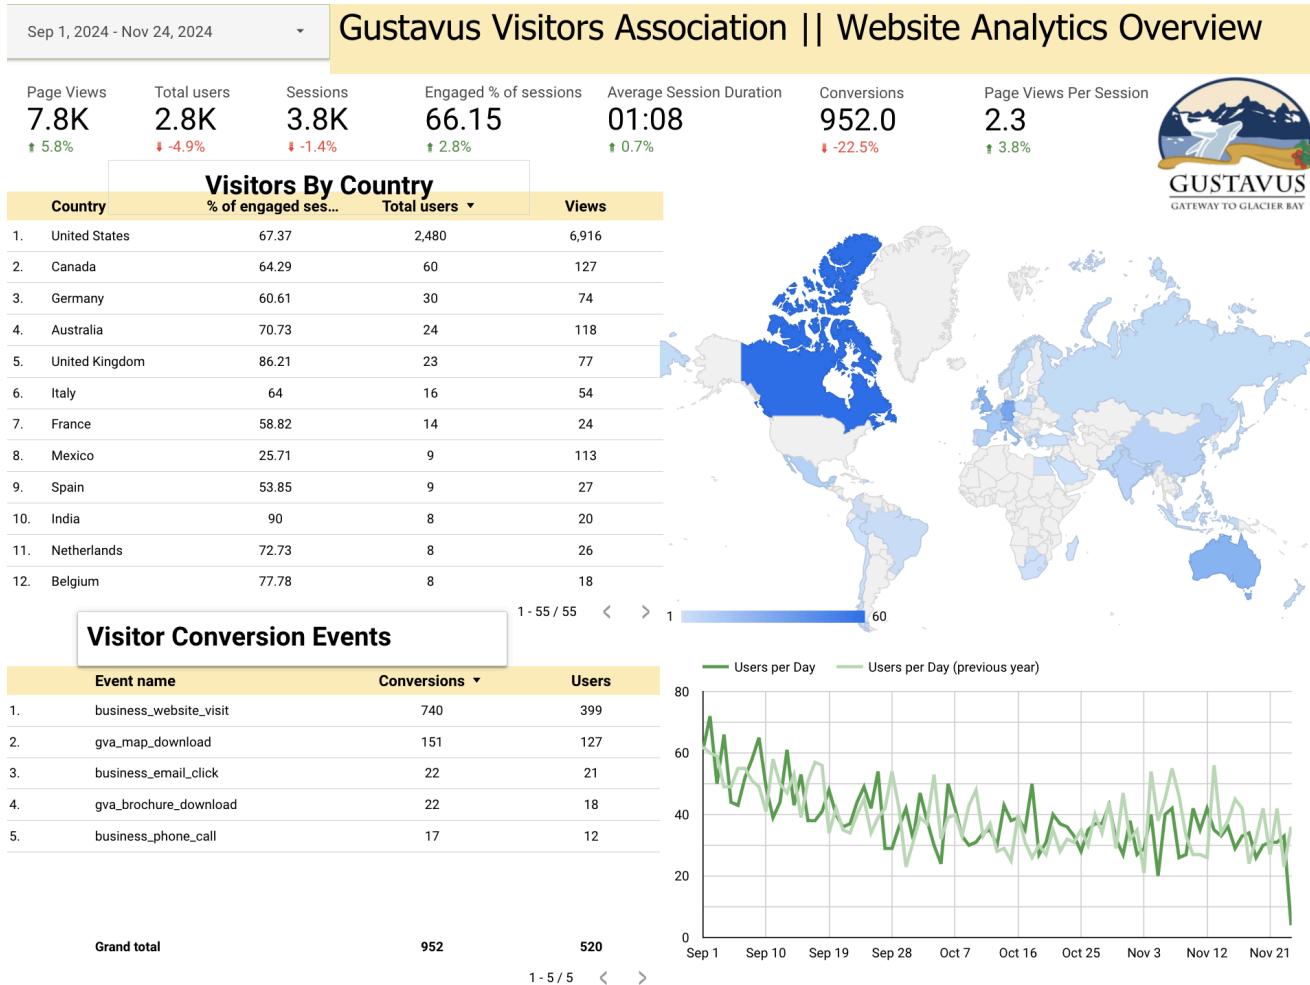 Sep 1, 2024 - Nov 24, 2024
Gustavus Visitors Association || Website Analytics Overview
Page Views
7.8K
5.8%
Total users
2.8K
-4.9%
Sessions
3.8K
-1.4%
Engaged % of sessions
66.15
2.8%
Average Session Duration
01:08
0.7%
Conversions
952.0
-22.5%
Page Views Per Session
2.3
3.8%
GUSTAVUS
GATEWAY TO GLACIER BAY
Visitors By Country
Country % of engaged ses... Total users Views
1. United States 67.37 2,480 6,916
2. Canada 64.29 60 127
3. Germany 60.61 30 74
4. Australia 70.73 24 118
5. United Kingdom 86.21 23 77
6. Italy 64 16 54
7. France 58.82 14 24
8. Mexico 25.71 9 113
9. Spain 53.85 9 27
10. India 90 8 20
11. Netherlands 72.73 8 26
12. Belgium 77.78 8 18
1 - 55 / 55
1 60
Visitor Conversion Events
Event name Conversions Users
1. business_website_visit 740 399
2. gva_map_download 151 127
3. business_email_click 22 21
4. gva_brochure_download 22 18
5. business_phone_call 17 12
Grand total 952 520
1 - 5 / 5
Users per Day Users per Day (previous year)
80
60
40
20
0
Sep 1 Sep 10 Sep 19 Sep 28 Oct 7 Oct 16 Oct 25 Nov 3 Nov 12 Nov 21